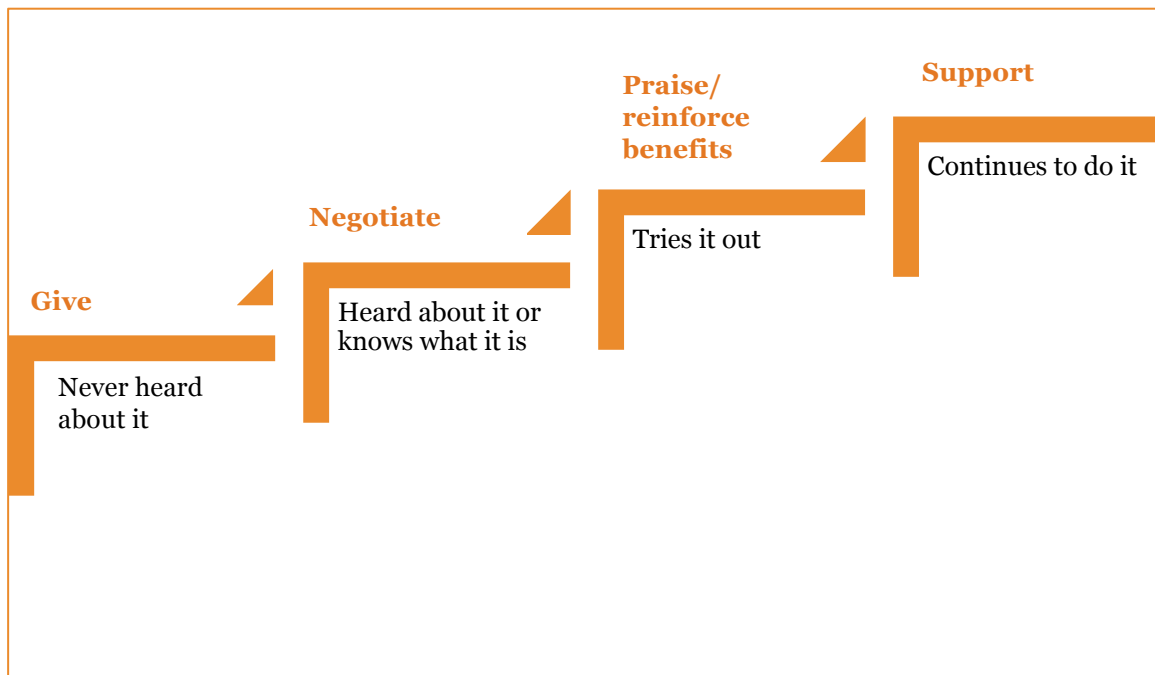 Give
Never heard
about it
Negotiate
Heard about it or
knows what it is
Praise/
reinforce
benefits
Tries it out
Support
Continues to do it